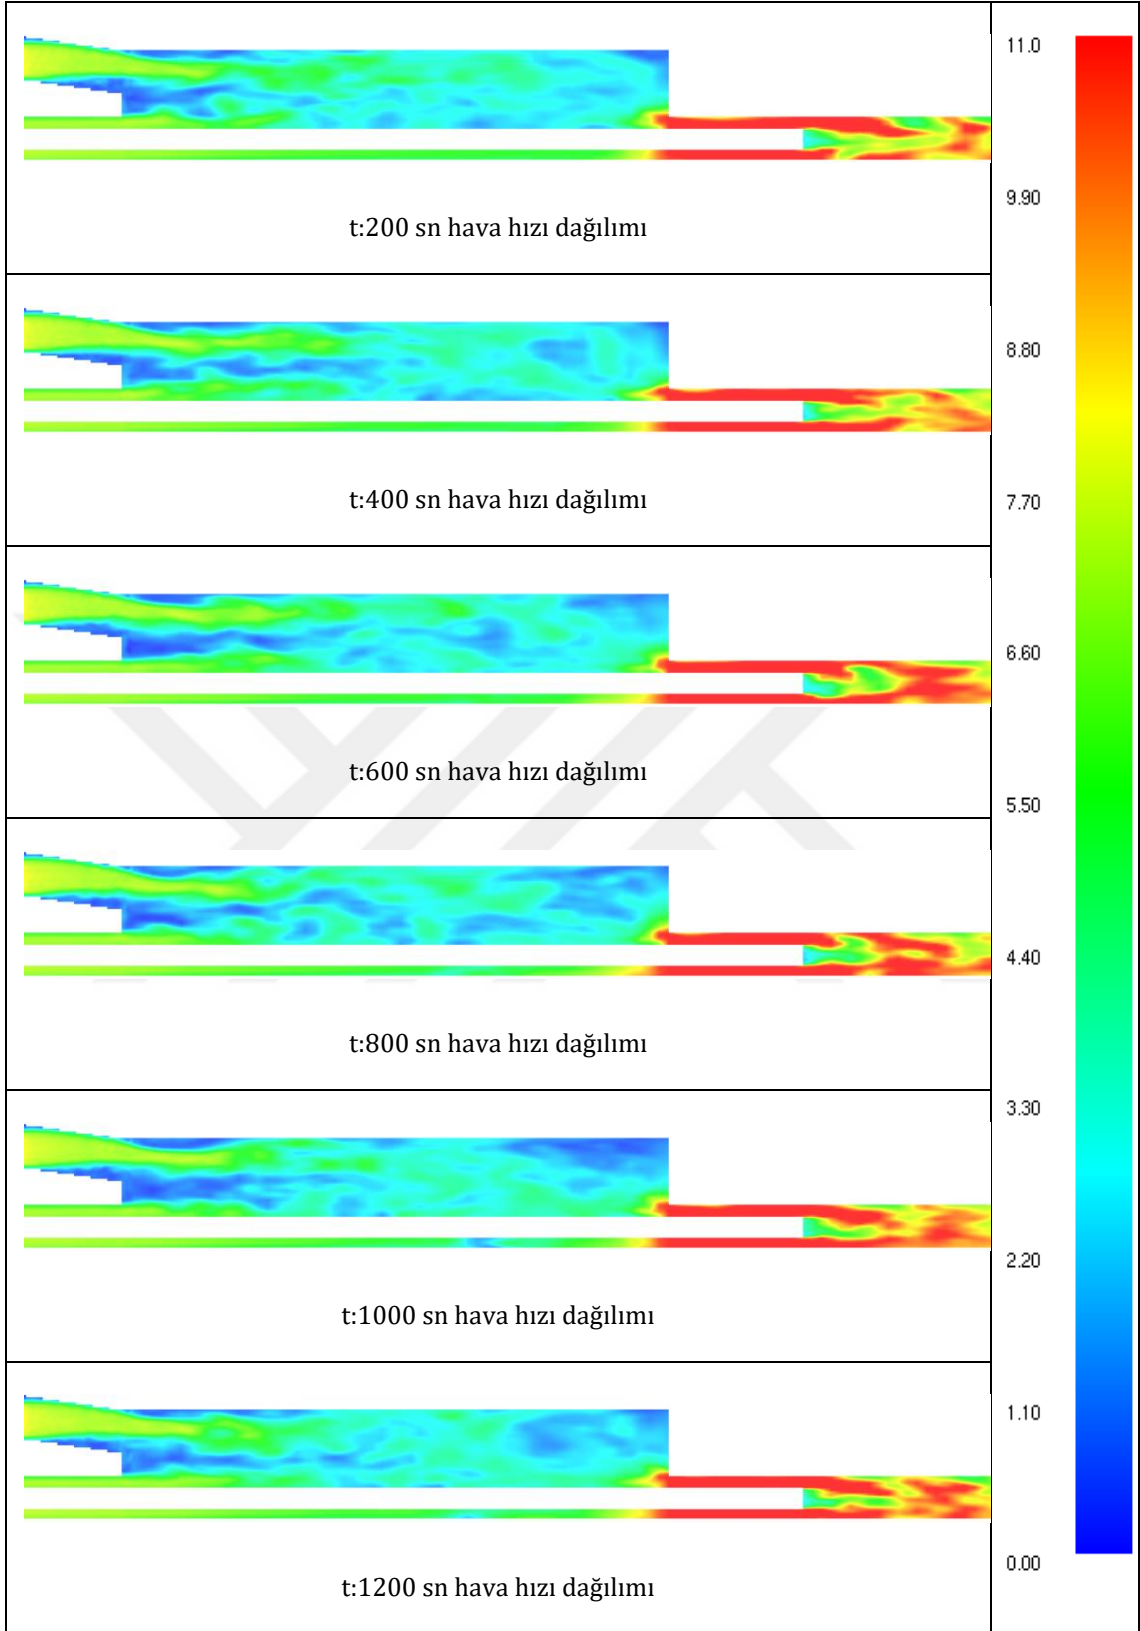 t:200 sn hava hızı dağılımı
t:400 sn hava hızı dağılımı
t:600 sn hava hızı dağılımı
t:800 sn hava hızı dağılımı
t:1000 sn hava hızı dağılımı
t:1200 sn hava hızı dağılımı
11.0
9.90
8.80
7.70
6.60
5.50
4.40
3.30
2.20
1.10
0.00